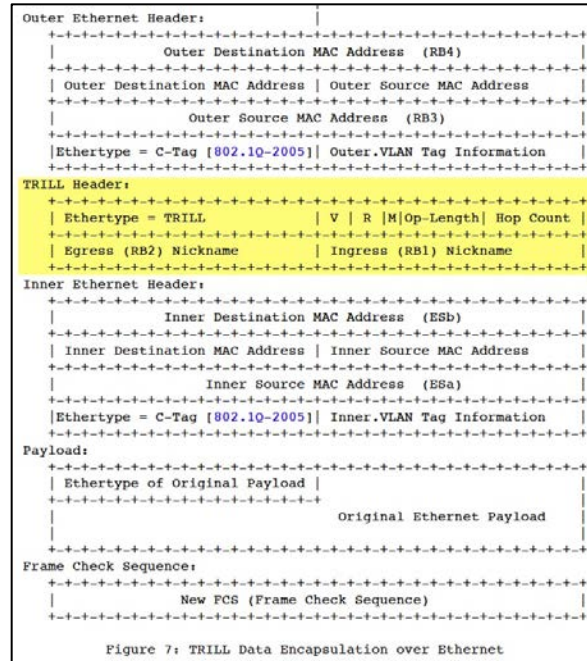 Outer Ethernet Header: |
+-+-+-+-+-+-+-+-+-+-+-+-+-+-+-+-+-+-+-+-+-+-+-+-+-+-+-+-+-+-+-+-+
| Outer Destination MAC Address (RB4) |
+-+-+-+-+-+-+-+-+-+-+-+-+-+-+-+-+-+-+-+-+-+-+-+-+-+-+-+-+-+-+-+-+
| Outer Destination MAC Address | Outer Source MAC Address |
+-+-+-+-+-+-+-+-+-+-+-+-+-+-+-+-+-+-+-+-+-+-+-+-+-+-+-+-+-+-+-+-+
| Outer Source MAC Address (RB3) |
+-+-+-+-+-+-+-+-+-+-+-+-+-+-+-+-+-+-+-+-+-+-+-+-+-+-+-+-+-+-+-+-+
|Ethertype = C-Tag [802.1Q-2005]| Outer.VLAN Tag Information |
+-+-+-+-+-+-+-+-+-+-+-+-+-+-+-+-+-+-+-+-+-+-+-+-+-+-+-+-+-+-+-+-+
TRILL Header:
+-+-+-+-+-+-+-+-+-+-+-+-+-+-+-+-+-+-+-+-+-+-+-+-+-+-+-+-+-+-+-+-+
| Ethertype = TRILL | V | R |M|Op-Length| Hop Count |
+-+-+-+-+-+-+-+-+-+-+-+-+-+-+-+-+-+-+-+-+-+-+-+-+-+-+-+-+-+-+-+-+
| Egress (RB2) Nickname | Ingress (RB1) Nickname |
+-+-+-+-+-+-+-+-+-+-+-+-+-+-+-+-+-+-+-+-+-+-+-+-+-+-+-+-+-+-+-+-+
Inner Ethernet Header:
+-+-+-+-+-+-+-+-+-+-+-+-+-+-+-+-+-+-+-+-+-+-+-+-+-+-+-+-+-+-+-+-+
| Inner Destination MAC Address (ESb) |
+-+-+-+-+-+-+-+-+-+-+-+-+-+-+-+-+-+-+-+-+-+-+-+-+-+-+-+-+-+-+-+-+
| Inner Destination MAC Address | Inner Source MAC Address |
+-+-+-+-+-+-+-+-+-+-+-+-+-+-+-+-+-+-+-+-+-+-+-+-+-+-+-+-+-+-+-+-+
| Inner Source MAC Address (ESa) |
+-+-+-+-+-+-+-+-+-+-+-+-+-+-+-+-+-+-+-+-+-+-+-+-+-+-+-+-+-+-+-+-+
|Ethertype = C-Tag [802.1Q-2005]| Inner.VLAN Tag Information |
+-+-+-+-+-+-+-+-+-+-+-+-+-+-+-+-+-+-+-+-+-+-+-+-+-+-+-+-+-+-+-+-+
Payload:
+-+-+-+-+-+-+-+-+-+-+-+-+-+-+-+-+-+-+-+-+-+-+-+-+-+-+-+-+-+-+-+-+
| Ethertype of Original Payload |
+-+-+-+-+-+-+-+-+-+-+-+-+-+-+-+-+
| Original Ethernet Payload |
| |
+-+-+-+-+-+-+-+-+-+-+-+-+-+-+-+-+-+-+-+-+-+-+-+-+-+-+-+-+-+-+-+-+
Frame Check Sequence:
+-+-+-+-+-+-+-+-+-+-+-+-+-+-+-+-+-+-+-+-+-+-+-+-+-+-+-+-+-+-+-+-+
| New FCS (Frame Check Sequence) |
+-+-+-+-+-+-+-+-+-+-+-+-+-+-+-+-+-+-+-+-+-+-+-+-+-+-+-+-+-+-+-+-+
Figure 7: TRILL Data Encapsulation over Ethernet